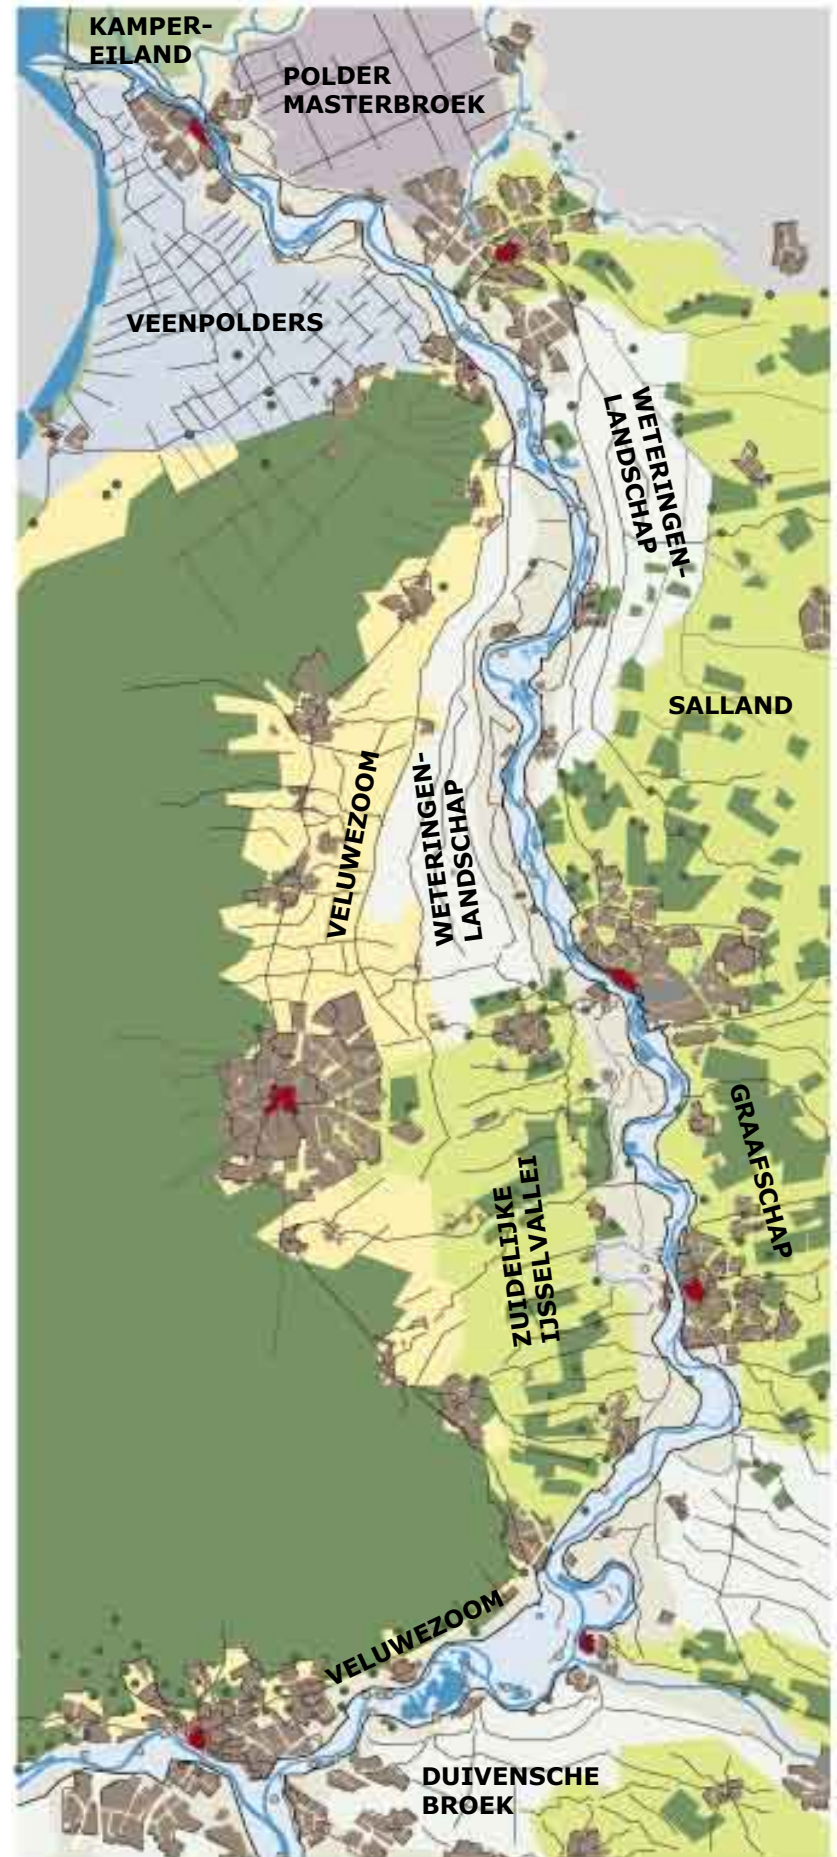 KAMPER-
EILAND
POLDER
MASTERBROEK
VEENPOLDERS
WETERINGEN-
LANDSCHAP
SALLAND
VELUWEZOOM
WETERINGEN-
LANDSCHAP
GRAAFSCHAP
ZUIDELIJKE
IJSSELVALLEI
VELUWEZOOM
DUIVENSCHE
BROEK